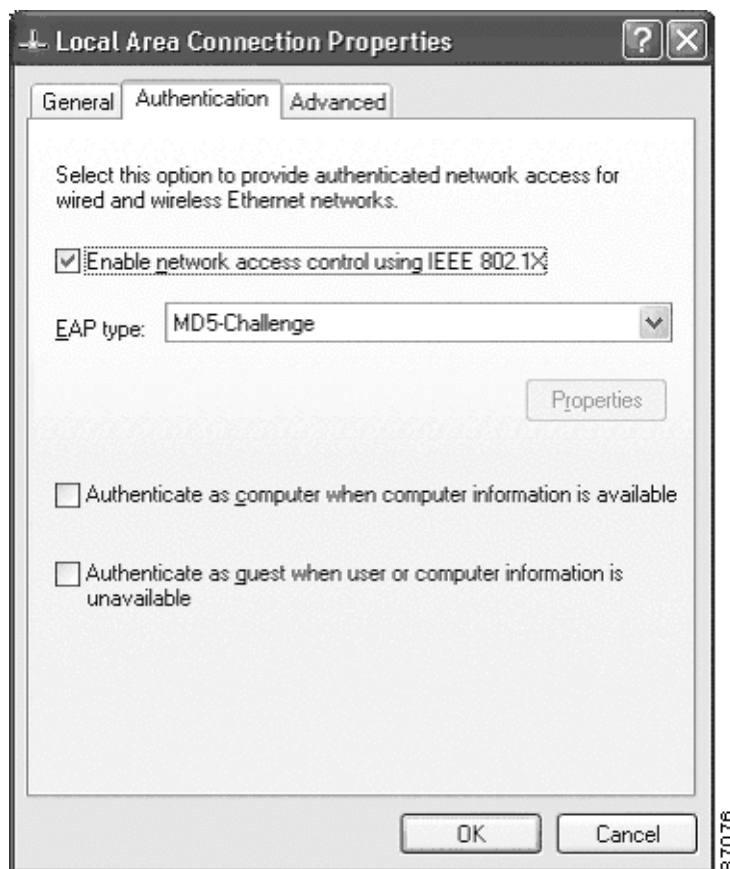 Local Area Connection Properties
General Authentication Advanced
Select this option to provide authenticated network access for
wired and wireless Ethernet networks.
Enable network access control using IEEE 802.1X
EAP type: MD5-Challenge
Properties
Authenticate as computer when computer information is available
Authenticate as guest when user or computer information is
unavailable
OK Cancel
87076